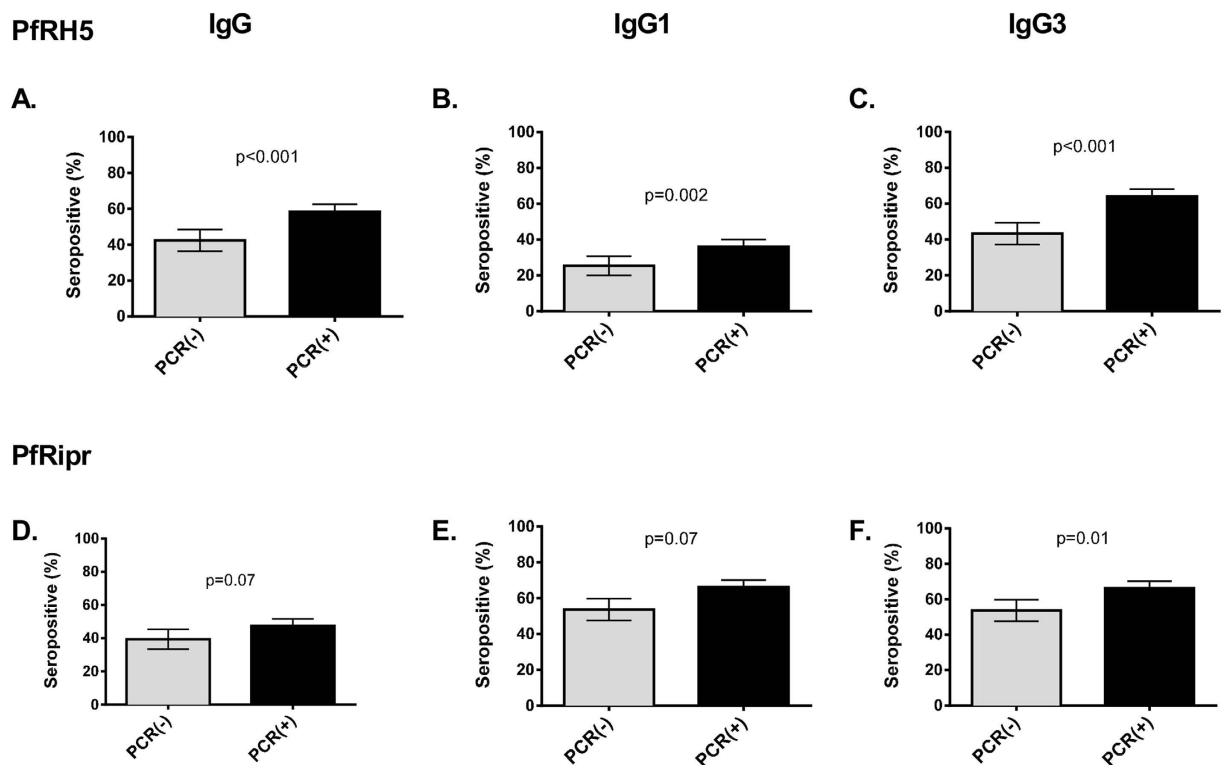 PfRH5 IgG IgG1 IgG3
A. B. C.
Seropositive (%)
100
80
60
40
20
0
p<0.001
PCR(-) PCR(+)
Seropositive (%)
100
80
60
40
20
0
p=0.002
PCR(-) PCR(+)
Seropositive (%)
100
80
60
40
20
0
p<0.001
PCR(-) PCR(+)
PfRipr
D. E. F.
Seropositive (%)
100
80
60
40
20
0
p=0.07
PCR(-) PCR(+)
Seropositive (%)
100
80
60
40
20
0
p=0.07
PCR(-) PCR(+)
Seropositive (%)
100
80
60
40
20
0
p=0.01
PCR(-) PCR(+)